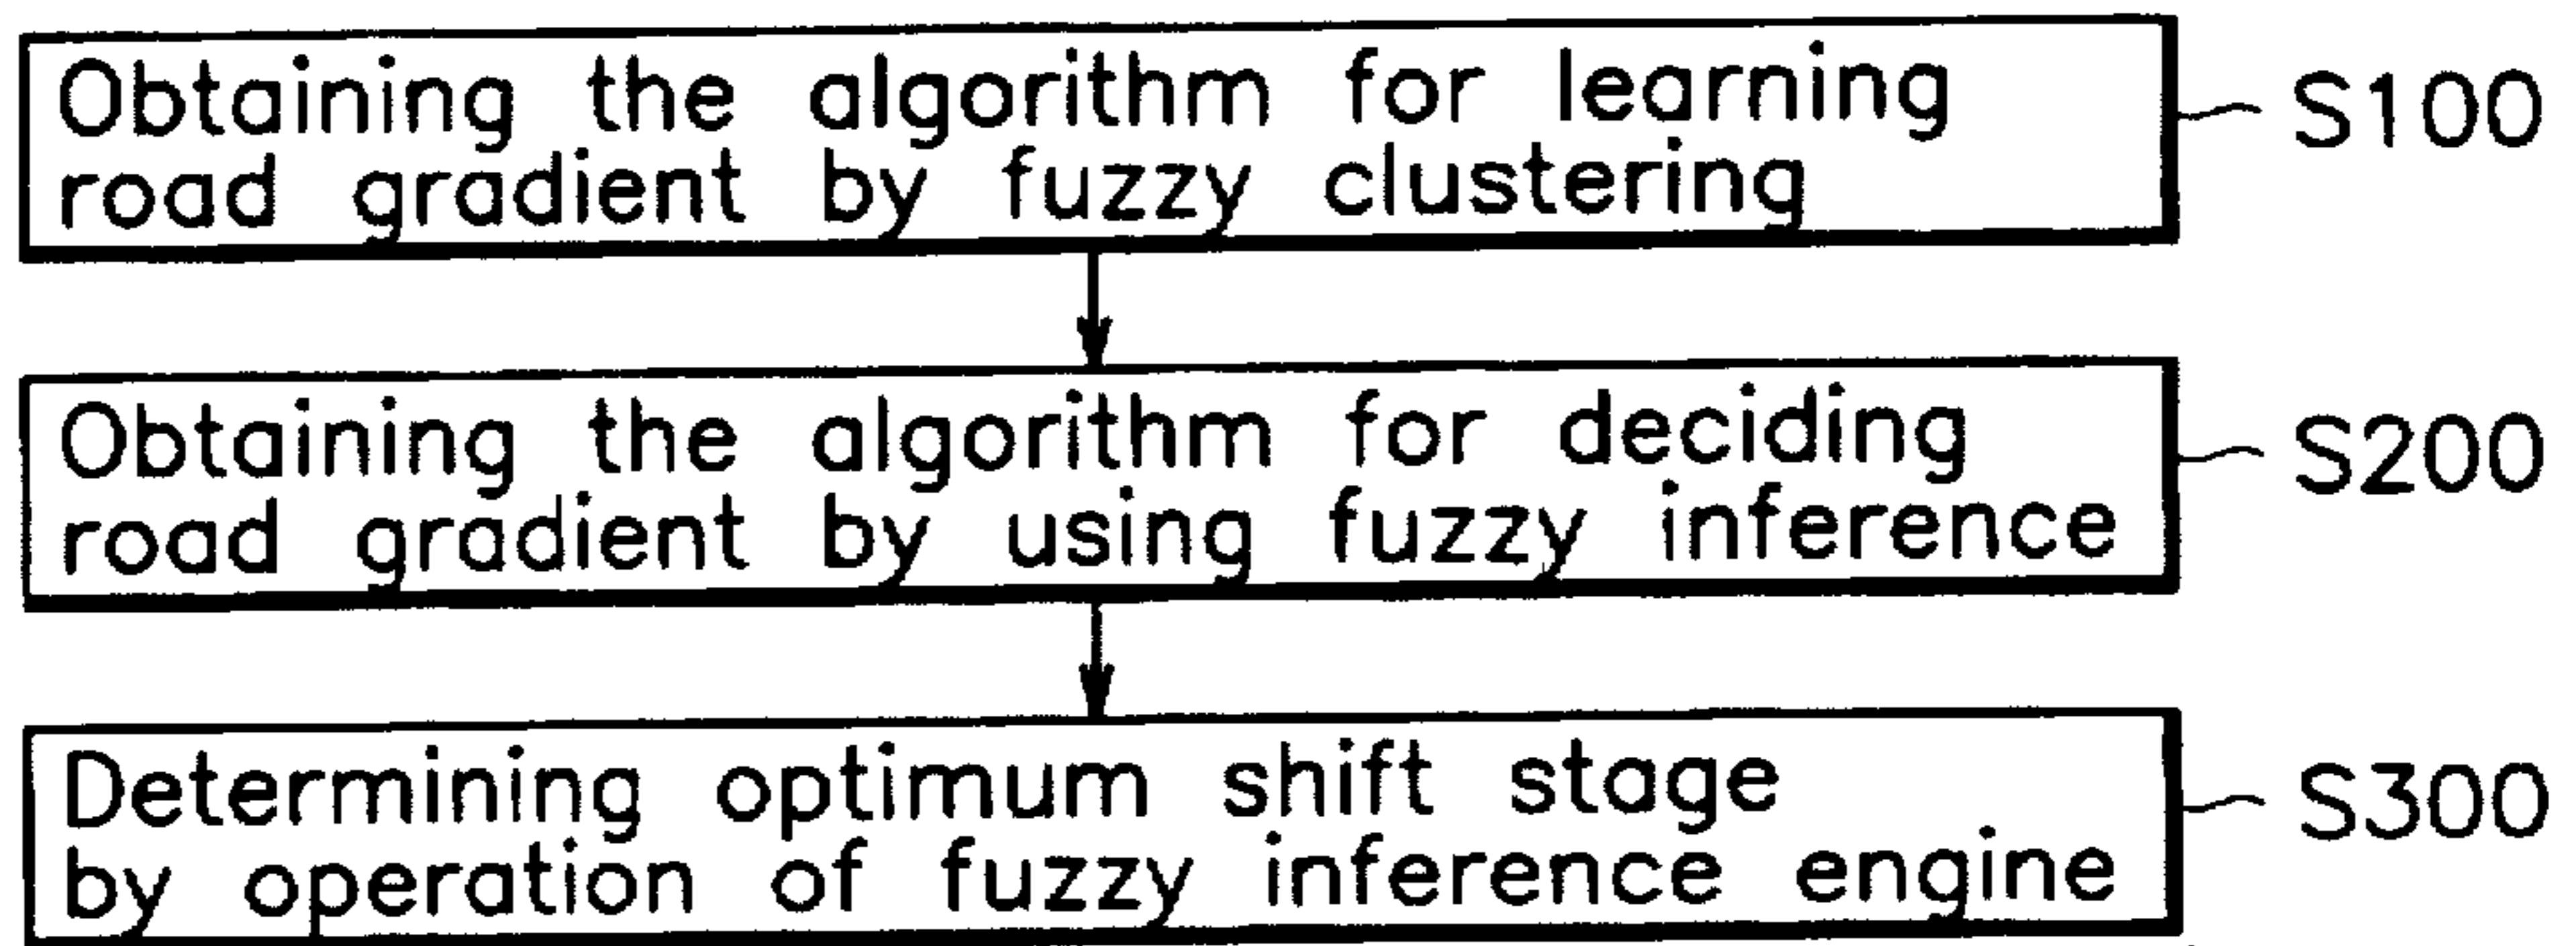 Obtaining the algorithm for learning
road gradient by fuzzy clustering
S100
Obtaining the algorithm for deciding
road gradient by using fuzzy inference
S200
Determining optimum shift stage
by operation of fuzzy inference engine
S300